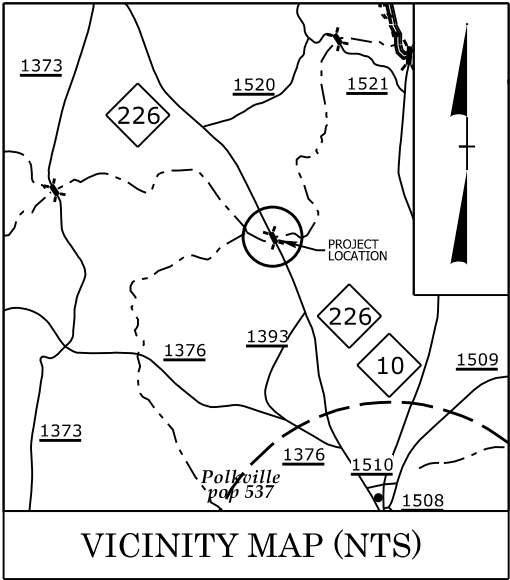 1373
1520
1521
226
PROJECT
LOCATION
226
1393
1376
10
1509
1373
1376
1510
Polkville
pop 537
1508
VICINITY MAP (NTS)